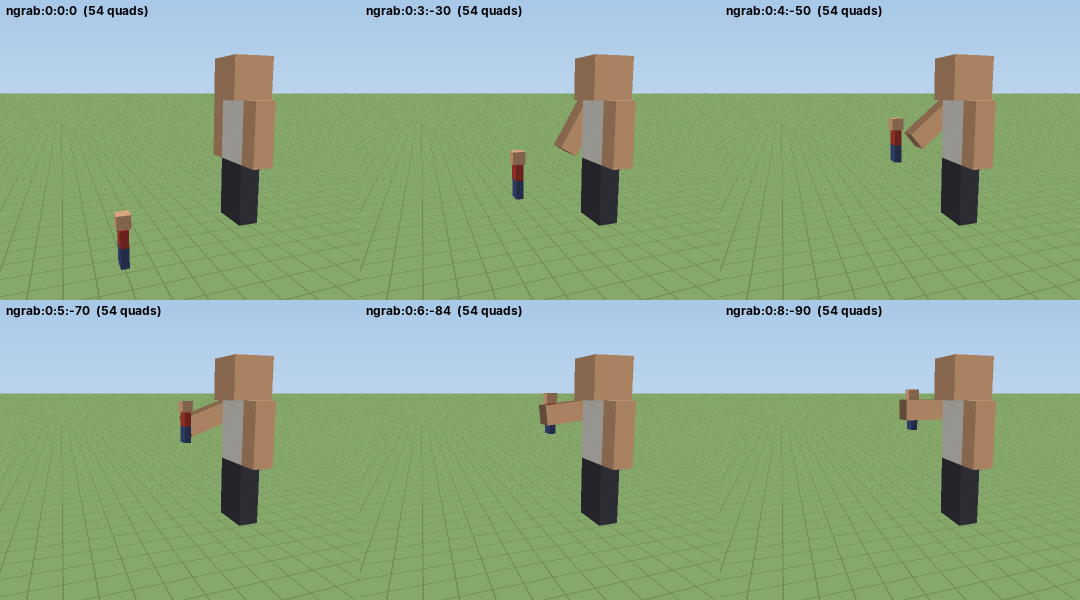 ngrab:0:0:0 (54 quads)
ngrab:0:3:-30 (54 quads)
ngrab:0:4:-50 (54 quads)
ngrab:0:5:-70 (54 quads)
ngrab:0:6:-84 (54 quads)
ngrab:0:8:-90 (54 quads)